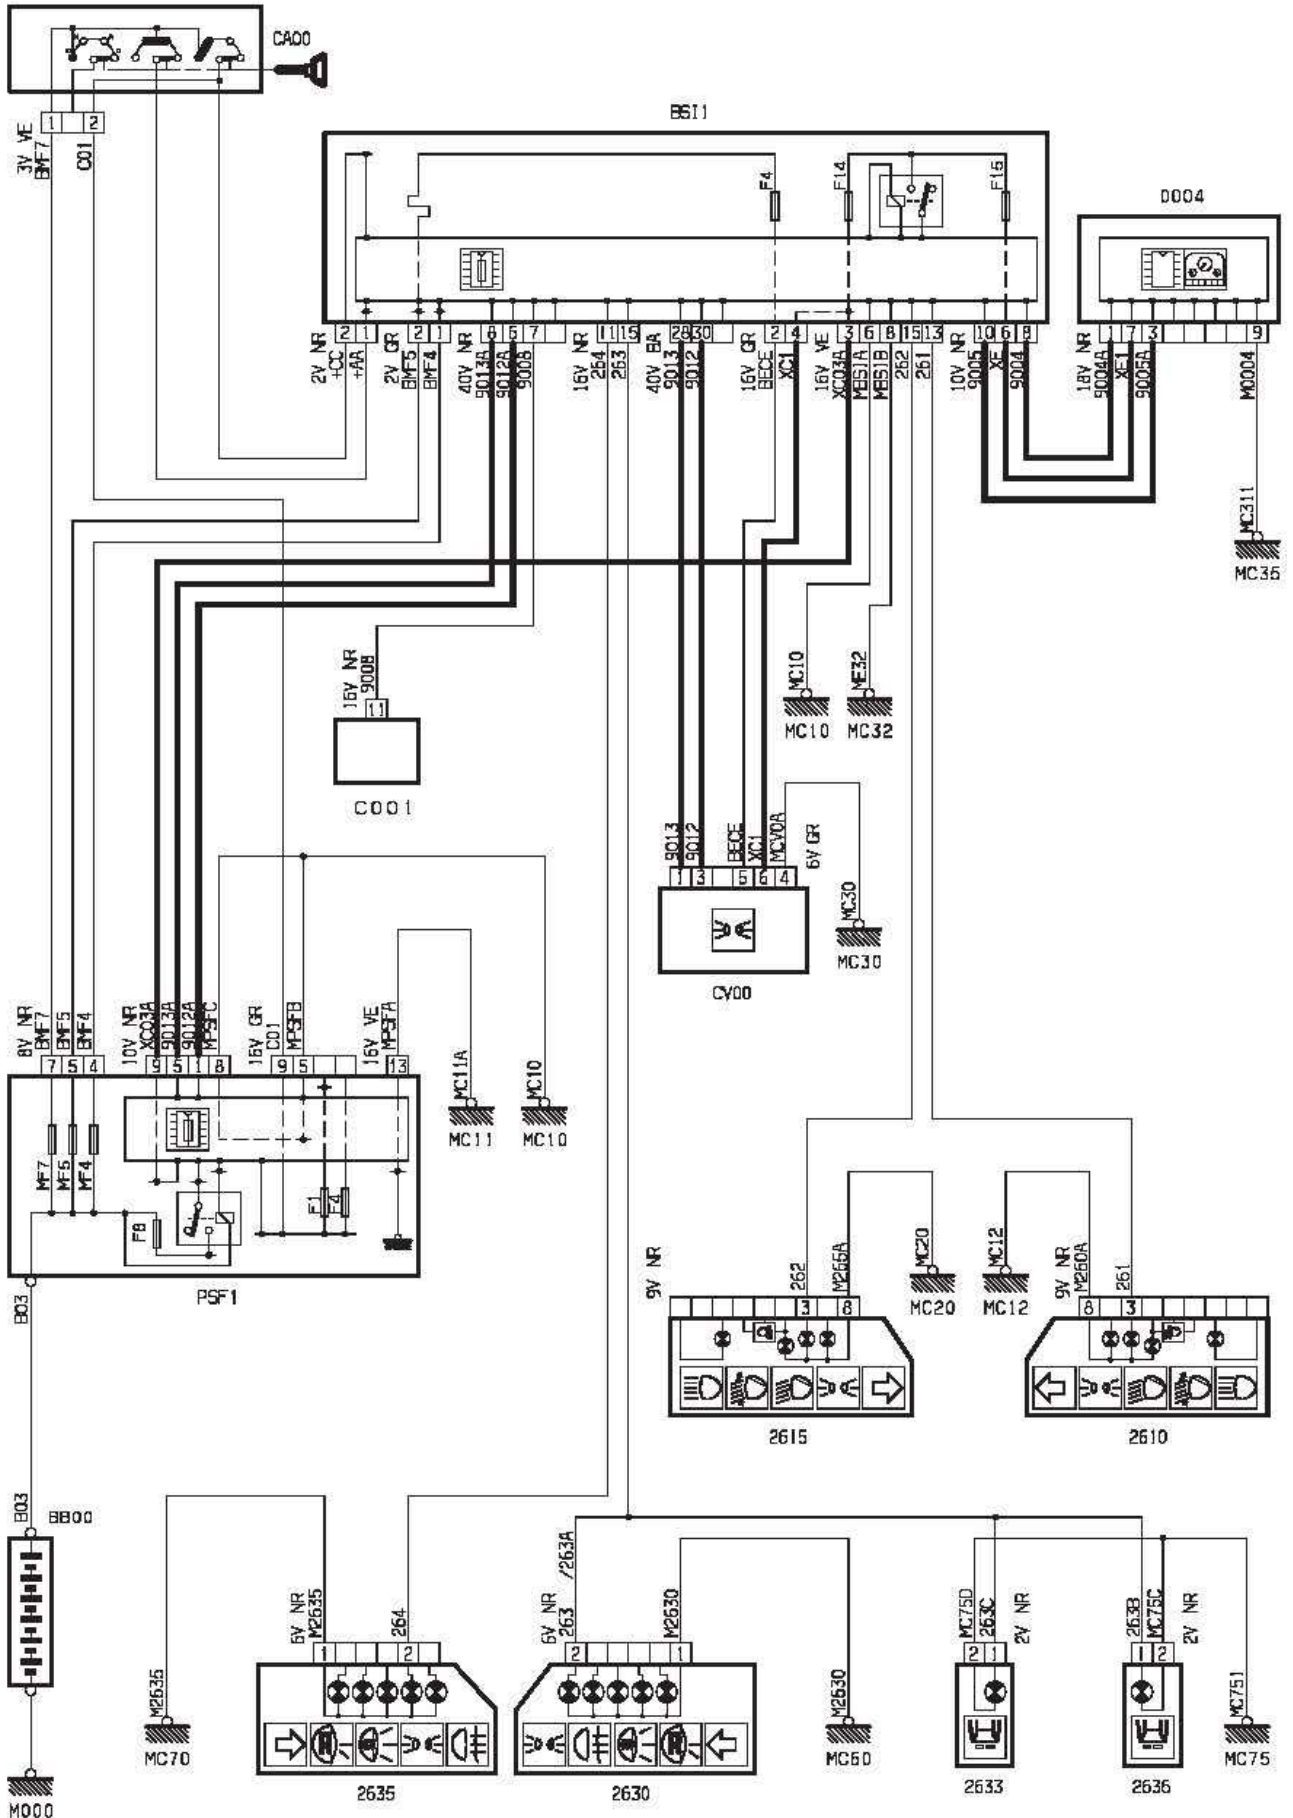 CA00
1 2
3V VE
BMF7
C01
BSI1
F4
F14
F15
D004
2 1
2 1
6 5 7
11 15
28 30
2 4
3 6 8 15 13
10 6 8
1 7 3
9
2V NR
+CC
+AA
2V GR
BMF5
BMF4
40V NR
9013A
9012A
9008
16V NR
264
263
40V BA
9013
9012
16V GR
BECE
XC1
16V VE
XC03A
MBSIA
MBSIB
262
261
10V NR
9005
XE
9004
18V NR
9004A
XE1
9005A
M0004
MC311
MC35
MC10
MC10
ME32
MC32
16V NR
9008
11
C001
9013
9012
BECE
XC1
MCV0A
6V GR
1 3 5 6 4
CV00
MC30
MC30
8V NR
BMF7
BMF5
BMF4
10V NR
XC03A
9013A
9012A
MPSFC
16V GR
C01
MPSFB
16V VE
MPSFA
7 5 4
9 5 1 8
9 5
13
MC11A
MC11
MC10
MC10
MF7
MF5
MF4
F8
F1
F4
PSF1
B03
B03
BB00
M000
9V NR
262
M265A
3 8
2615
MC20
MC20
MC12
MC12
9V NR
M260A
261
8 3
2610
M2635
MC70
6V NR
M2635
264
1 2
2635
6V NR
263
/263A
M2630
2 1
2630
M2630
MC60
MC75D
263C
2V NR
2 1
2633
263B
MC75C
2V NR
1 2
2636
MC751
MC75